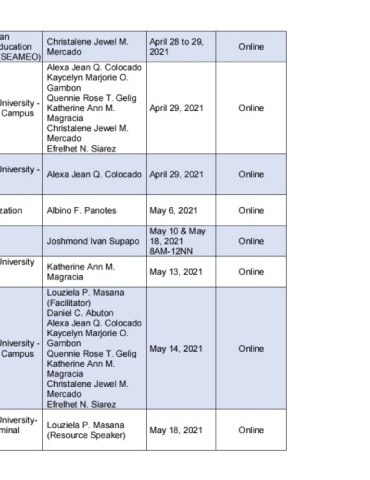 an
ducation
(SEAMEO)
Christalene Jewel M.
Mercado
April 28 to 29,
2021
Online
University -
Campus
Alexa Jean Q. Colocado
Kaycelyn Marjorie O.
Gambon
Quennie Rose T. Gelig
Katherine Ann M.
Magracia
Christalene Jewel M.
Mercado
Efrelhet N. Siarez
April 29, 2021
Online
University -
Alexa Jean Q. Colocado
April 29, 2021
Online
zation
Albino F. Panotes
May 6, 2021
Online
Joshmond Ivan Supapo
May 10 & May
18, 2021
8AM-12NN
Online
University
Katherine Ann M.
Magracia
May 13, 2021
Online
University -
Campus
Louziela P. Masana
(Facilitator)
Daniel C. Abuton
Alexa Jean Q. Colocado
Kaycelyn Marjorie O.
Gambon
Quennie Rose T. Gelig
Katherine Ann M.
Magracia
Christalene Jewel M.
Mercado
Efrelhet N. Siarez
May 14, 2021
Online
University-
minal
Louziela P. Masana
(Resource Speaker)
May 18, 2021
Online